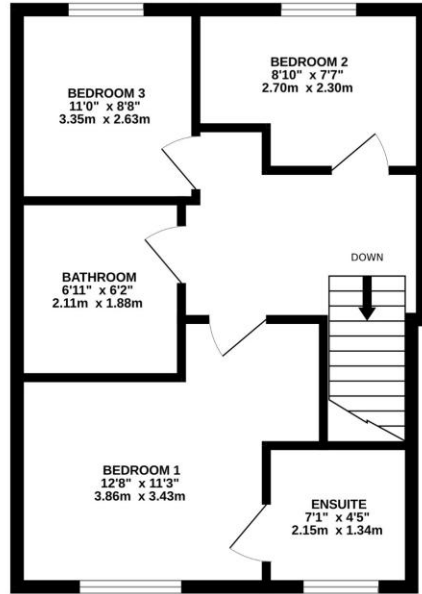 BEDROOM 3
11'0" x 8'8"
3.35m x 2.63m
BEDROOM 2
8'10" x 7'7"
2.70m x 2.30m
BATHROOM
6'11" x 6'2"
2.11m x 1.88m
DOWN
BEDROOM 1
12'8" x 11'3"
3.86m x 3.43m
ENSUITE
7'1" x 4'5"
2.15m x 1.34m